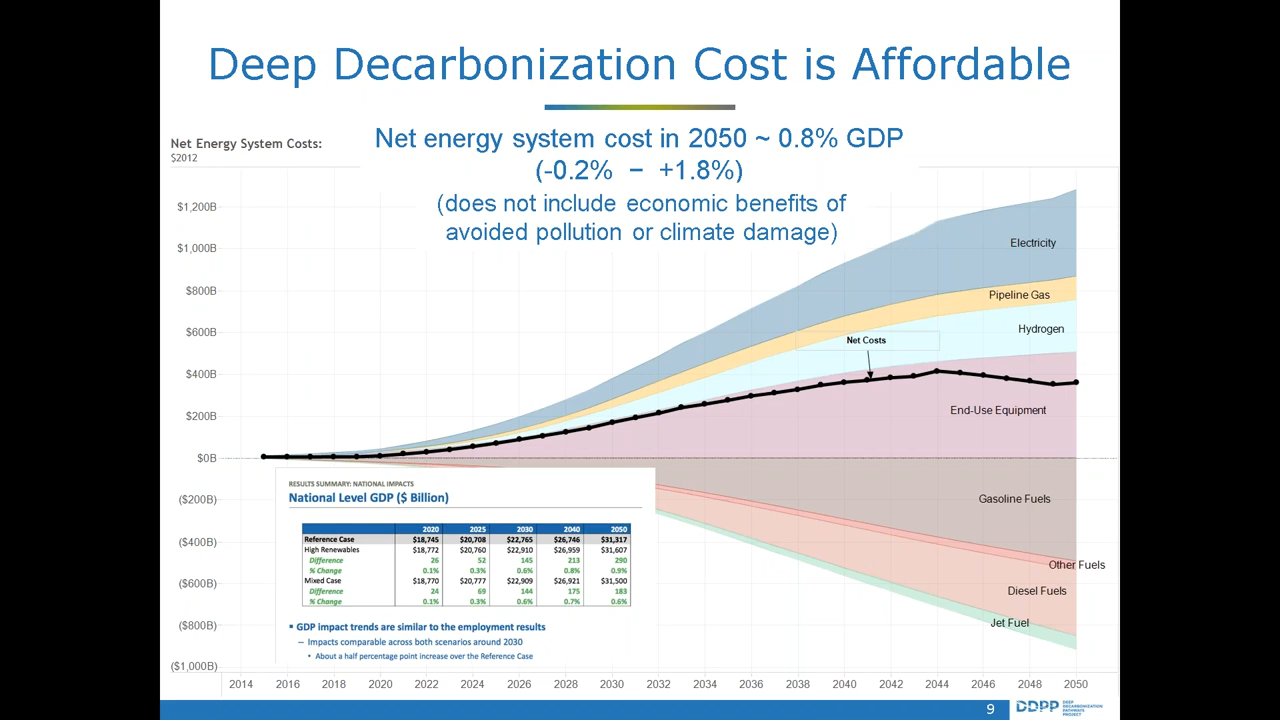 Deep Decarbonization Cost is Affordable
Net Energy System Costs:
$2012
Net energy system cost in 2050 ~ 0.8% GDP
(-0.2% − +1.8%)
(does not include economic benefits of
avoided pollution or climate damage)
$1,200B
$1,000B
$800B
$600B
$400B
$200B
$0B
($200B)
($400B)
($600B)
($800B)
($1,000B)
Electricity
Pipeline Gas
Hydrogen
Net Costs
End-Use Equipment
Gasoline Fuels
Other Fuels
Diesel Fuels
Jet Fuel
RESULTS SUMMARY: NATIONAL IMPACTS
National Level GDP ($ Billion)
2020 2025 2030 2040 2050
Reference Case $18,745 $20,708 $22,765 $26,746 $31,317
High Renewables $18,772 $20,760 $22,910 $26,959 $31,607
Difference 26 52 145 213 290
% Change 0.1% 0.3% 0.6% 0.8% 0.9%
Mixed Case $18,770 $20,777 $22,909 $26,921 $31,500
Difference 24 69 144 175 183
% Change 0.1% 0.3% 0.6% 0.7% 0.6%
▪ GDP impact trends are similar to the employment results
– Impacts comparable across both scenarios around 2030
• About a half percentage point increase over the Reference Case
2014 2016 2018 2020 2022 2024 2026 2028 2030 2032 2034 2036 2038 2040 2042 2044 2046 2048 2050
9
DDPP
DEEP
DECARBONIZATION
PATHWAYS
PROJECT